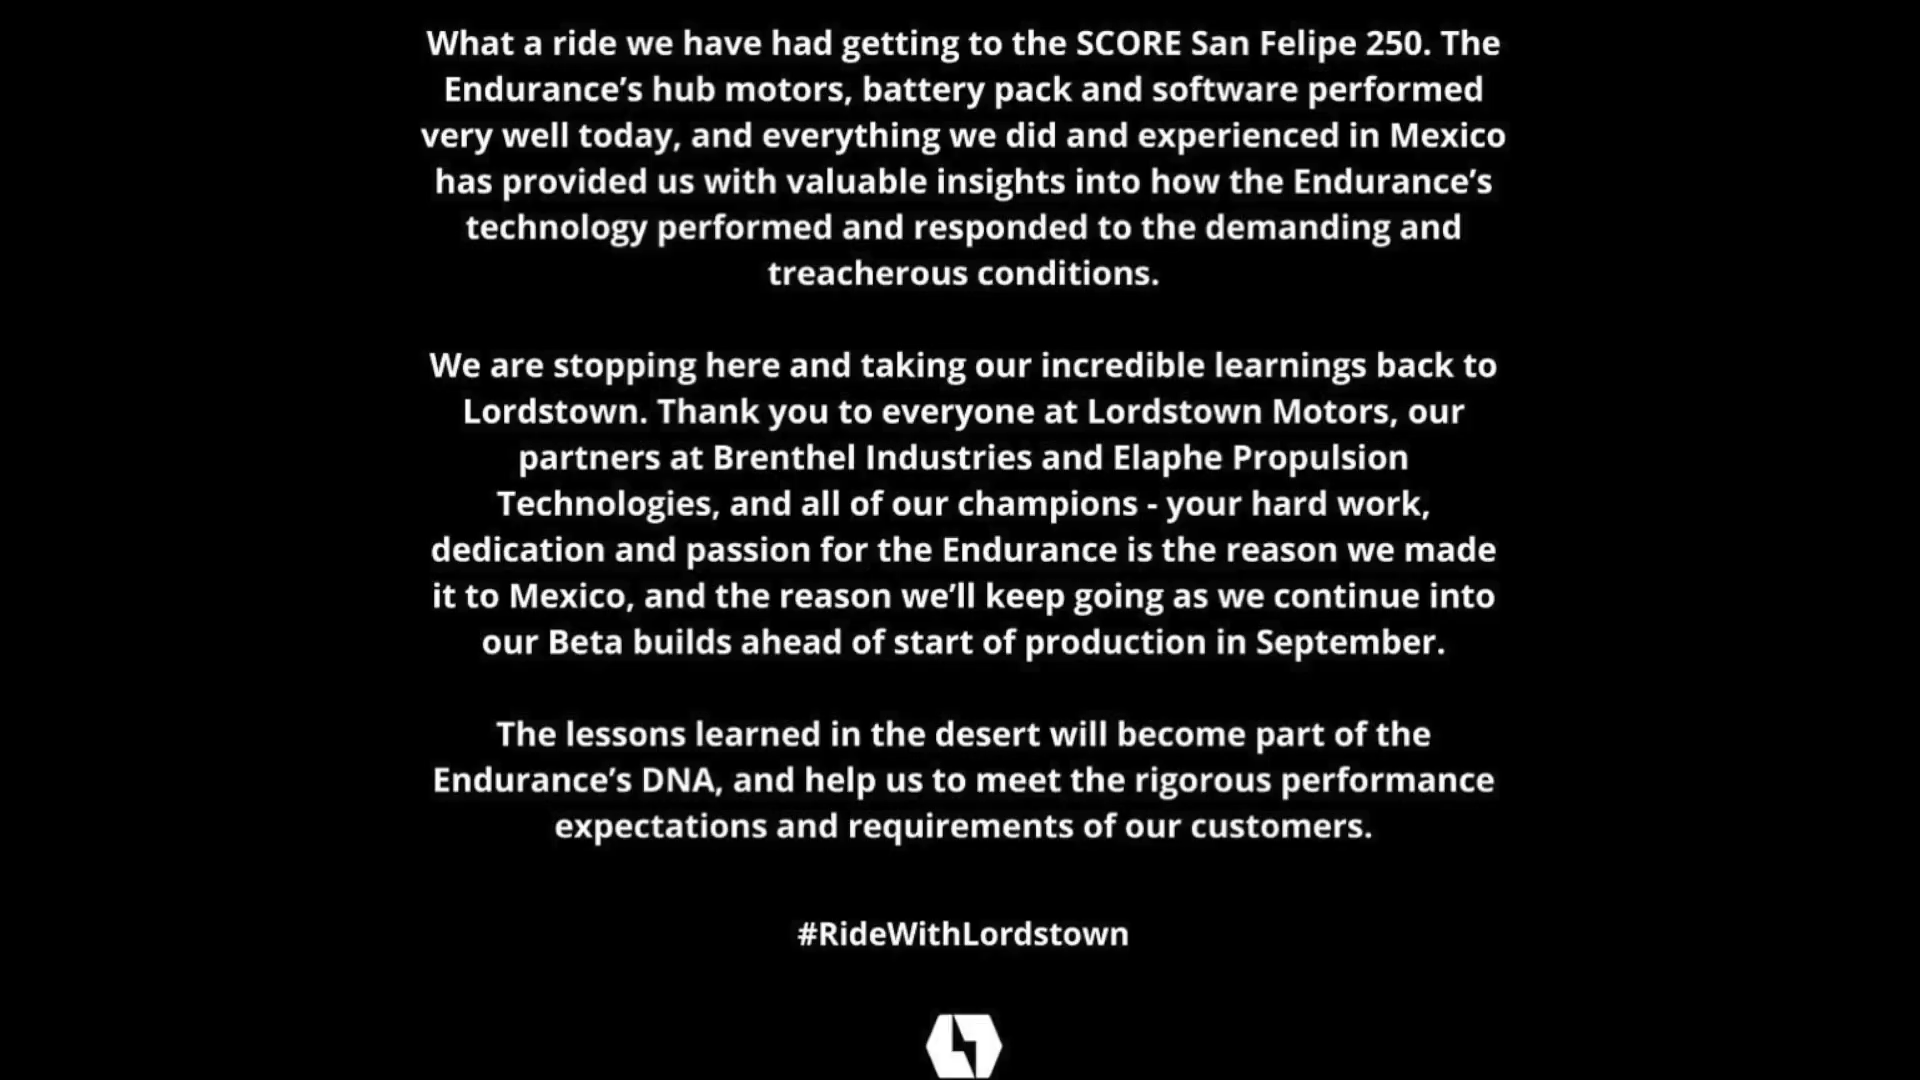 What a ride we have had getting to the SCORE San Felipe 250. The
Endurance’s hub motors, battery pack and software performed
very well today, and everything we did and experienced in Mexico
has provided us with valuable insights into how the Endurance’s
technology performed and responded to the demanding and
treacherous conditions.
We are stopping here and taking our incredible learnings back to
Lordstown. Thank you to everyone at Lordstown Motors, our
partners at Brenthel Industries and Elaphe Propulsion
Technologies, and all of our champions - your hard work,
dedication and passion for the Endurance is the reason we made
it to Mexico, and the reason we’ll keep going as we continue into
our Beta builds ahead of start of production in September.
The lessons learned in the desert will become part of the
Endurance’s DNA, and help us to meet the rigorous performance
expectations and requirements of our customers.
#RideWithLordstown